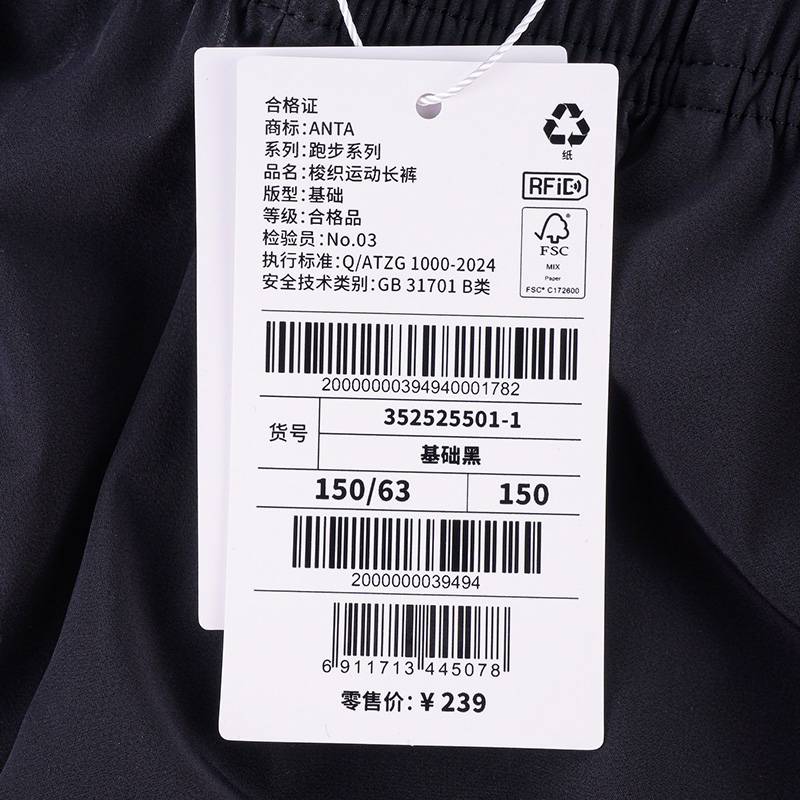 合格证
商标：ANTA
系列：跑步系列
品名：梭织运动长裤
版型：基础
等级：合格品
检验员：No.03
执行标准：Q/ATZG 1000-2024
安全技术类别：GB 31701 B类
纸
RFiD
FSC
MIX
Paper
FSC® C172600
20000000394940001782
货号
352525501-1
基础黑
150/63
150
2000000039494
6 911713 445078
零售价：¥ 239